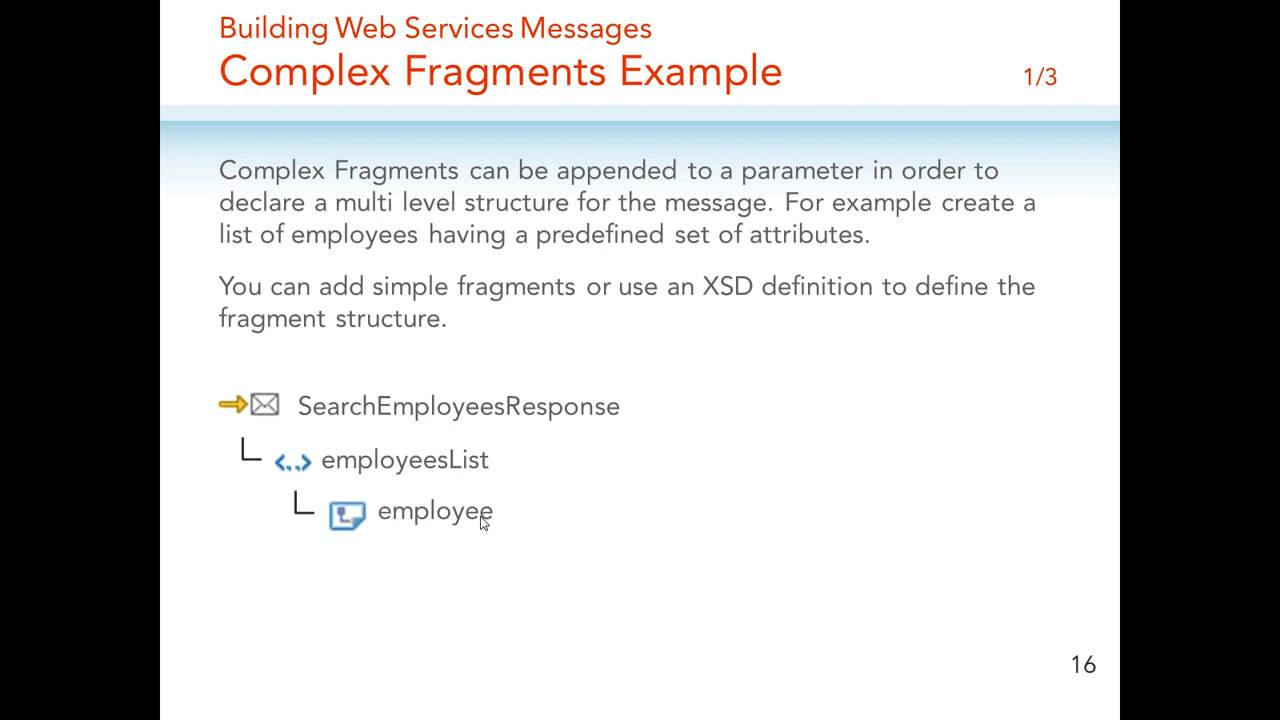 Building Web Services Messages
Complex Fragments Example
1/3
Complex Fragments can be appended to a parameter in order to
declare a multi level structure for the message. For example create a
list of employees having a predefined set of attributes.
You can add simple fragments or use an XSD definition to define the
fragment structure.
SearchEmployeesResponse
employeesList
employee
16